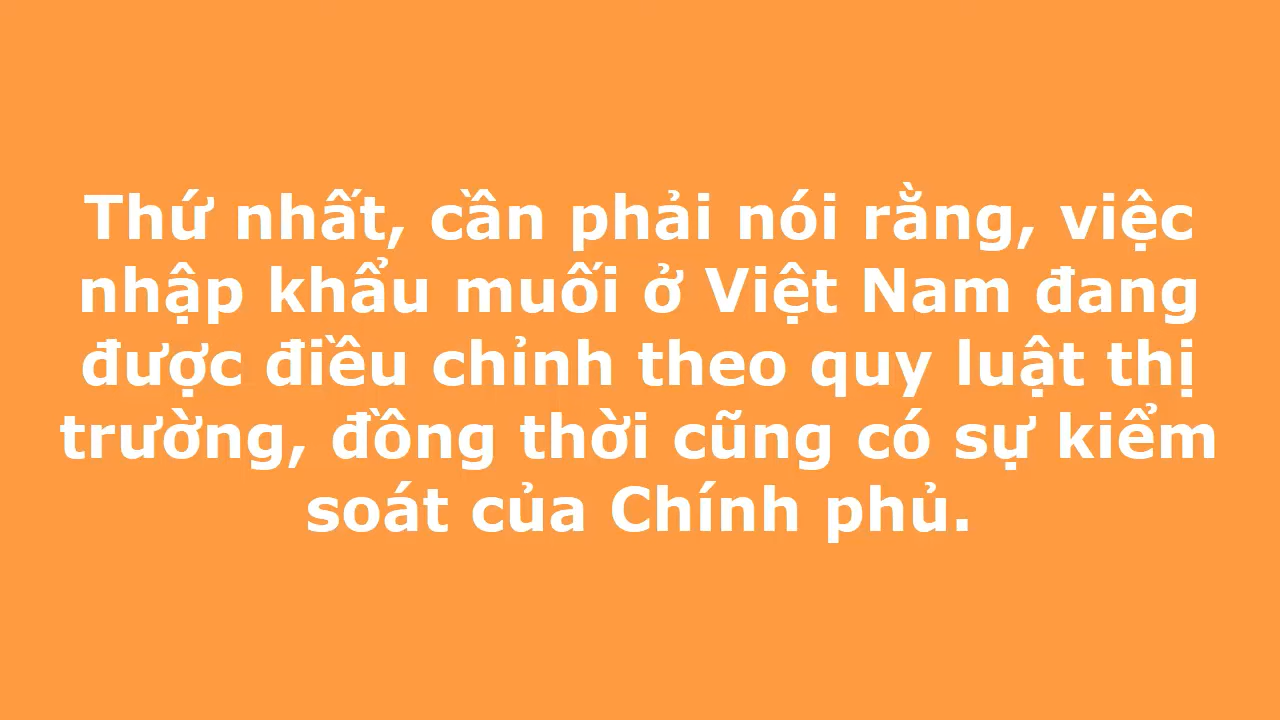 Thứ nhất, cần phải nói rằng, việc
nhập khẩu muối ở Việt Nam đang
được điều chỉnh theo quy luật thị
trường, đồng thời cũng có sự kiểm
soát của Chính phủ.